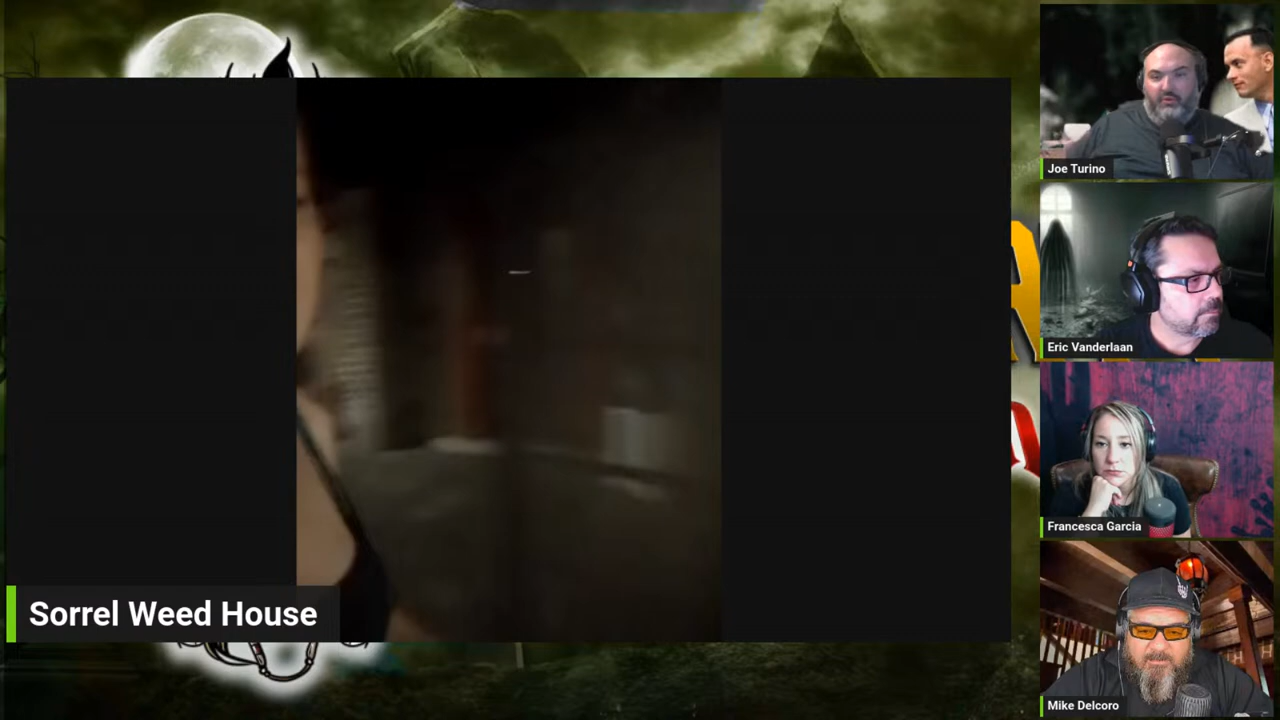 Joe Turino
Eric Vanderlaan
Francesca Garcia
Sorrel Weed House
Mike Delcoro